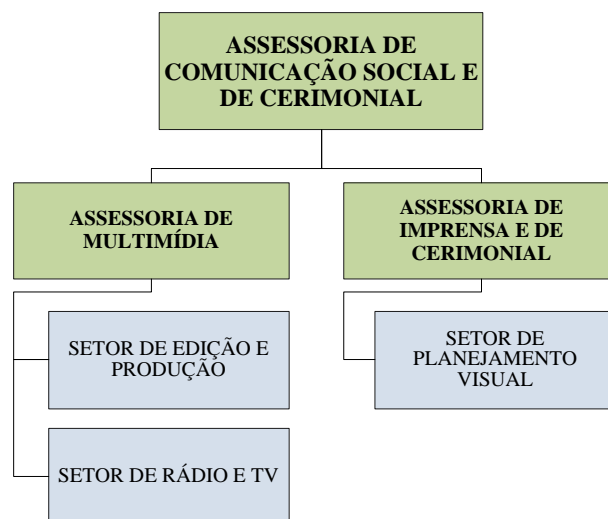 ASSESSORIA DE
COMUNICAÇÃO SOCIAL E
DE CERIMONIAL
ASSESSORIA DE
MULTIMÍDIA
ASSESSORIA DE
IMPRENSA E DE
CERIMONIAL
SETOR DE EDIÇÃO E
PRODUÇÃO
SETOR DE
PLANEJAMENTO
VISUAL
SETOR DE RÁDIO E TV